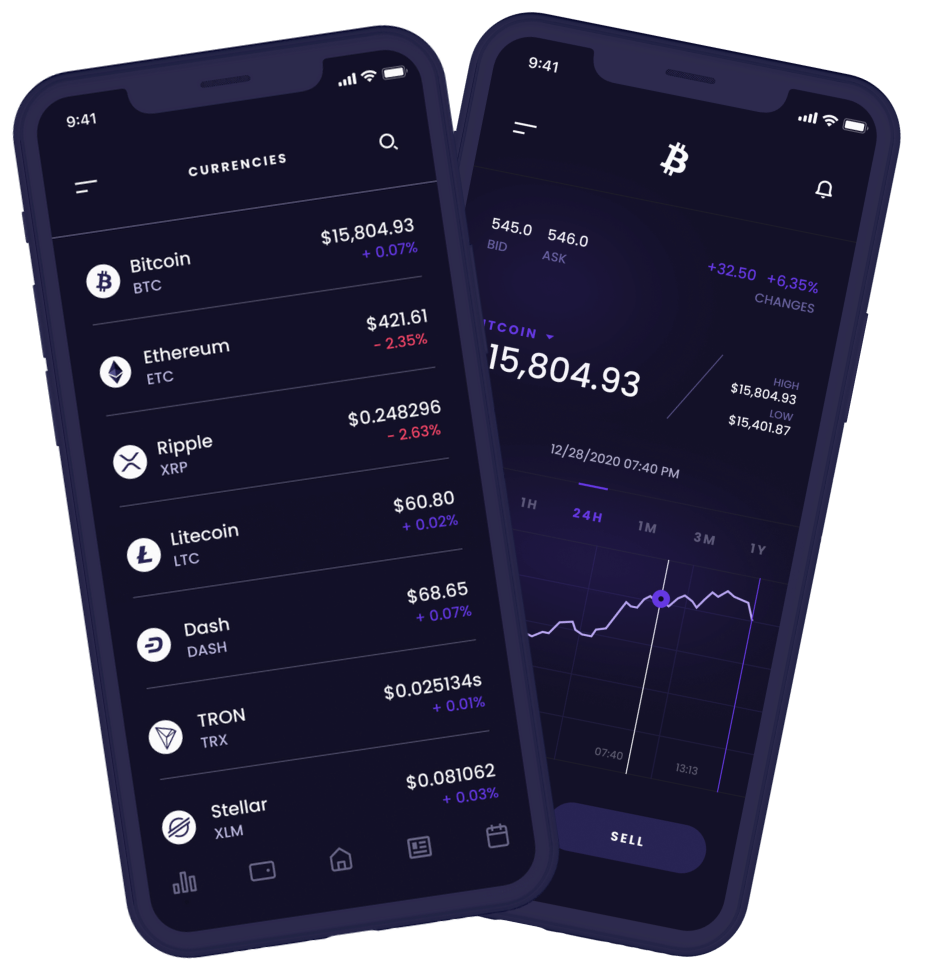 9:41
CURRENCIES
Bitcoin
$15,804.93
BTC
+ 0.07%
Ethereum
$421.61
ETC
- 2.35%
Ripple
$0.248296
XRP
- 2.63%
Litecoin
$60.80
LTC
+ 0.02%
Dash
$68.65
DASH
+ 0.07%
TRON
$0.025134s
TRX
+ 0.01%
Stellar
$0.081062
XLM
+ 0.03%
9:41
545.0 546.0
BID ASK
+32.50 +6,35%
CHANGES
ITCOIN
15,804.93
HIGH
$15,804.93
LOW
$15,401.87
12/28/2020 07:40 PM
1H 24H 1M 3M 1Y
07:40 13:13
SELL